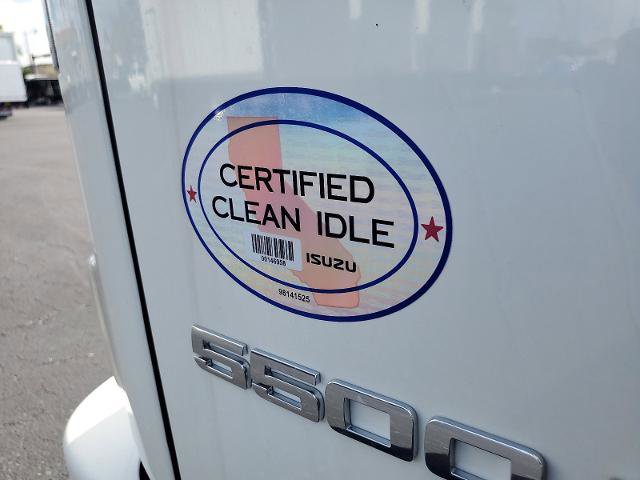 CERTIFIED
CLEAN IDLE
ISUZU
98141525
5500